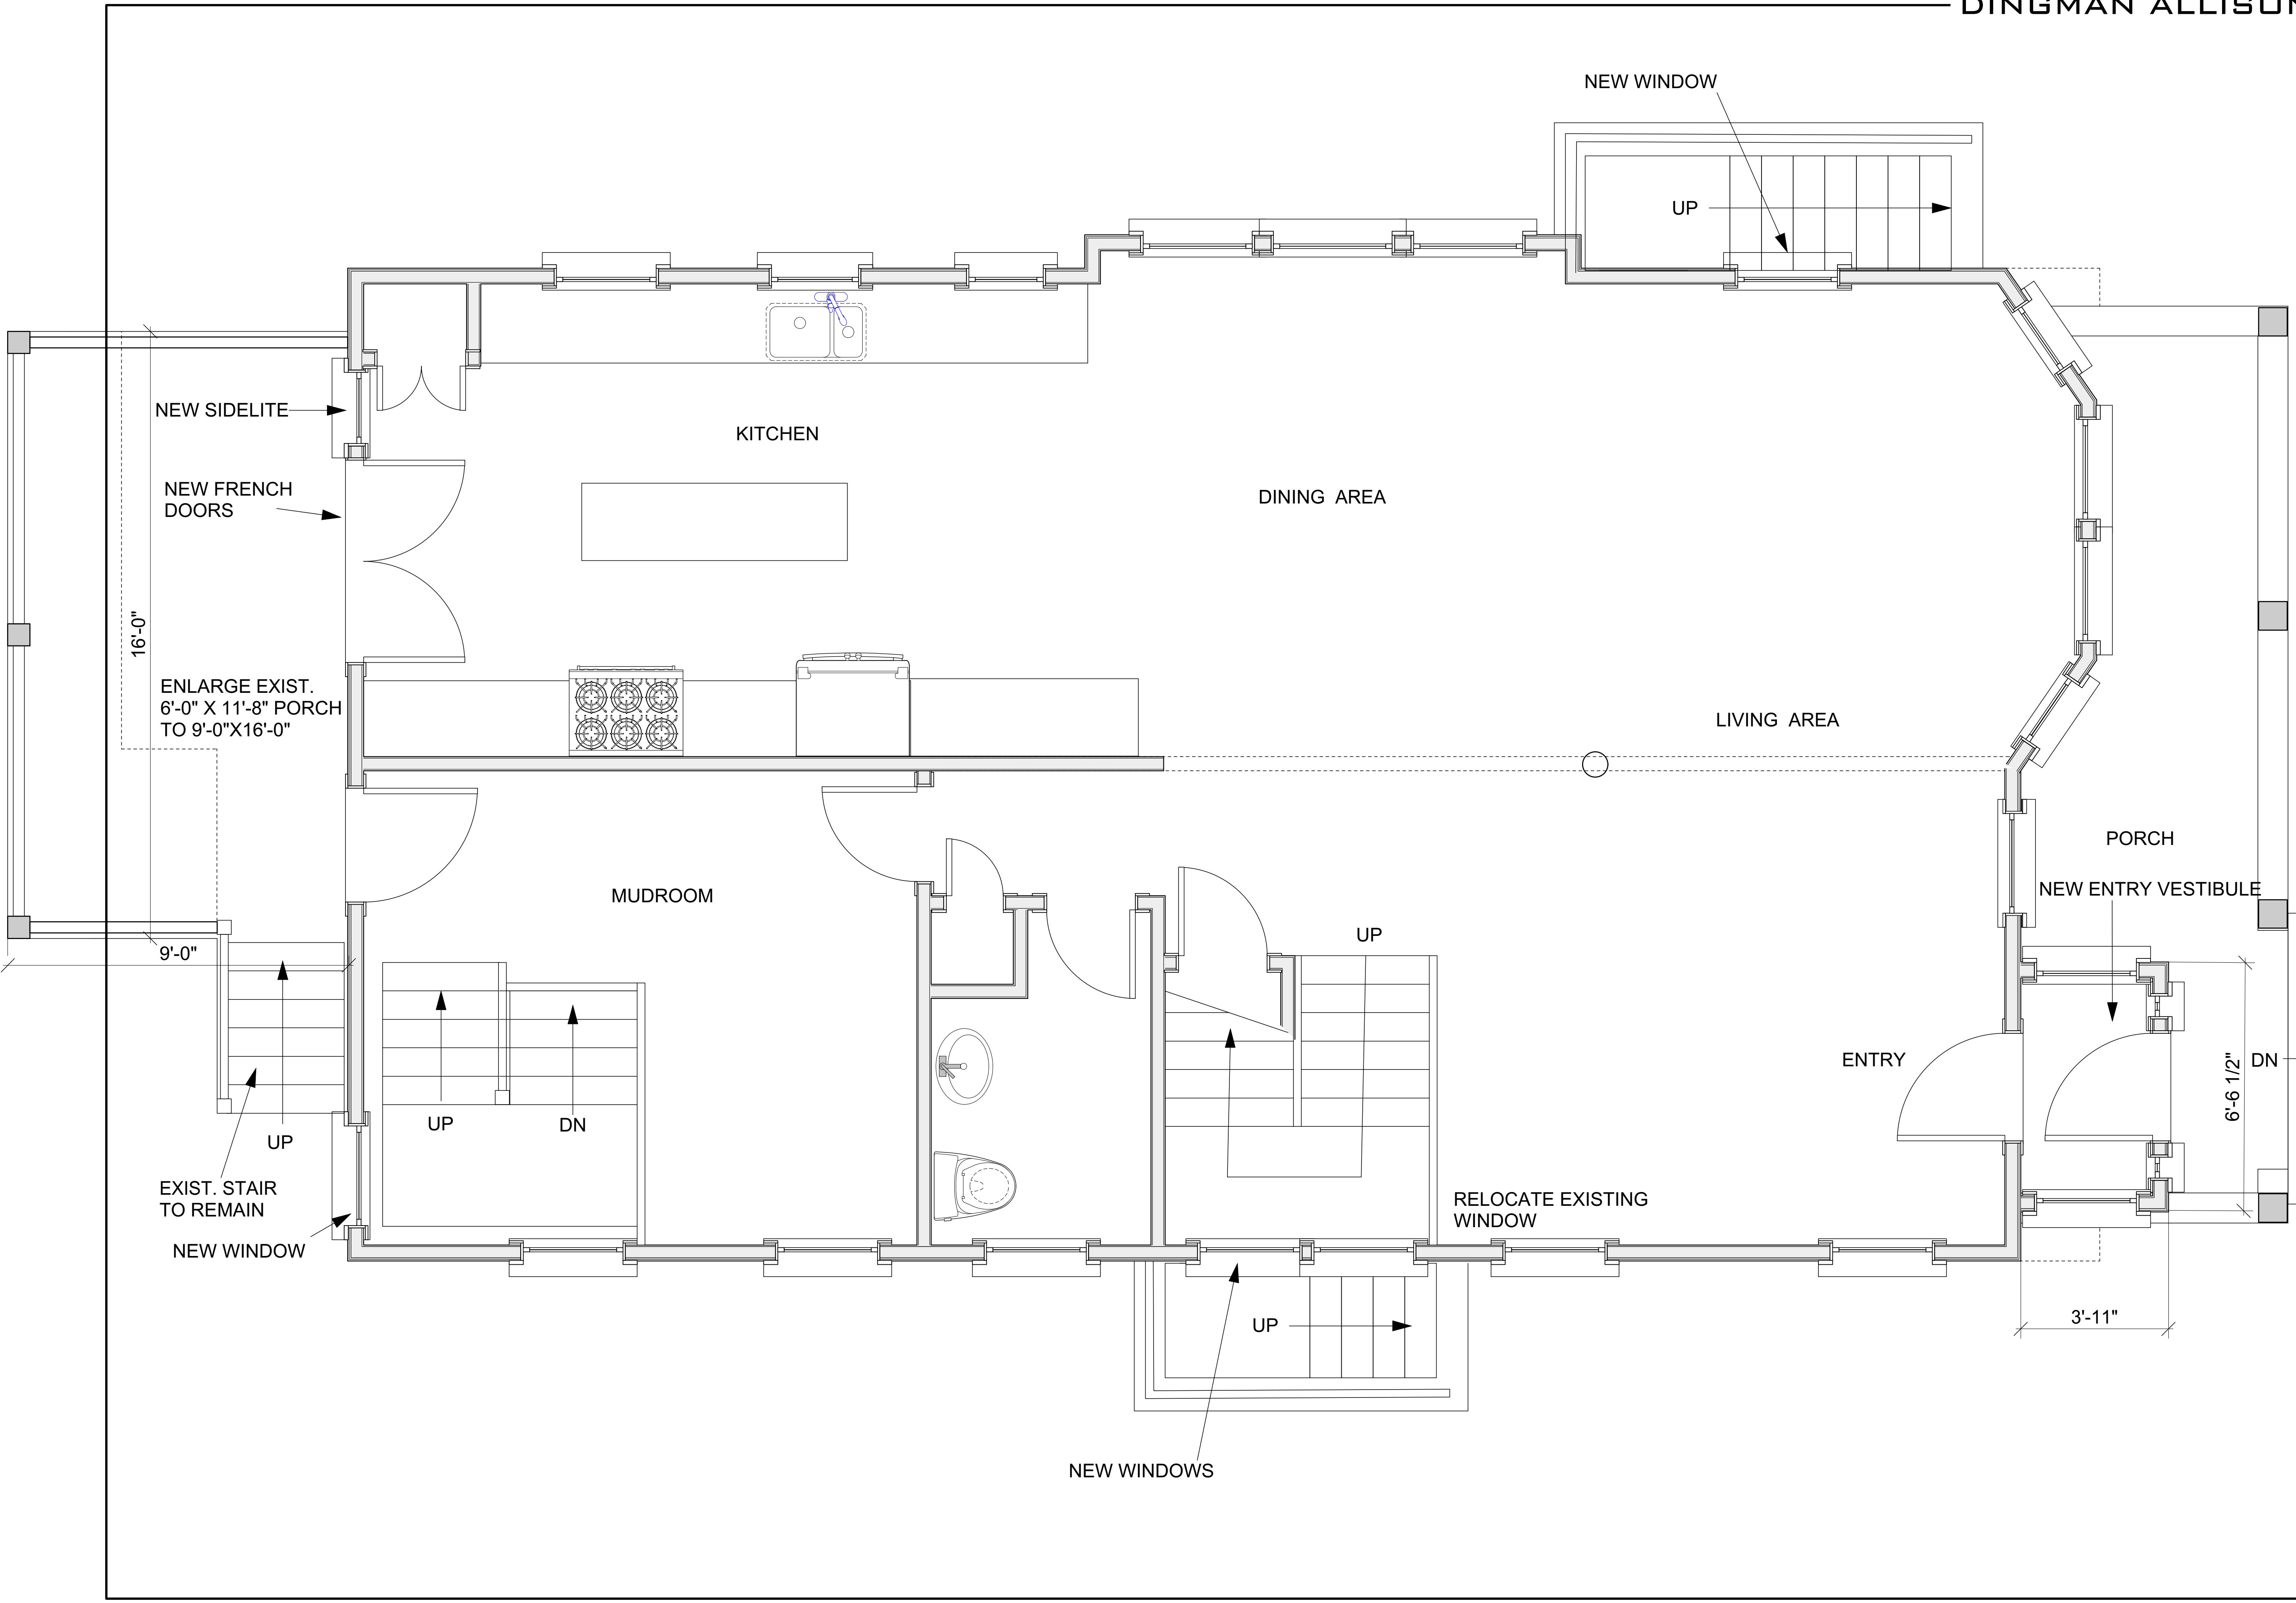 DINGMAN ALLISON
NEW WINDOW
UP
NEW SIDELITE
KITCHEN
NEW FRENCH
DOORS
DINING AREA
16'-0"
ENLARGE EXIST.
6'-0" X 11'-8" PORCH
TO 9'-0"X16'-0"
LIVING AREA
PORCH
MUDROOM
NEW ENTRY VESTIBULE
UP
9'-0"
ENTRY
6'-6 1/2"
DN
UP
DN
UP
EXIST. STAIR
TO REMAIN
RELOCATE EXISTING
WINDOW
NEW WINDOW
UP
3'-11"
NEW WINDOWS